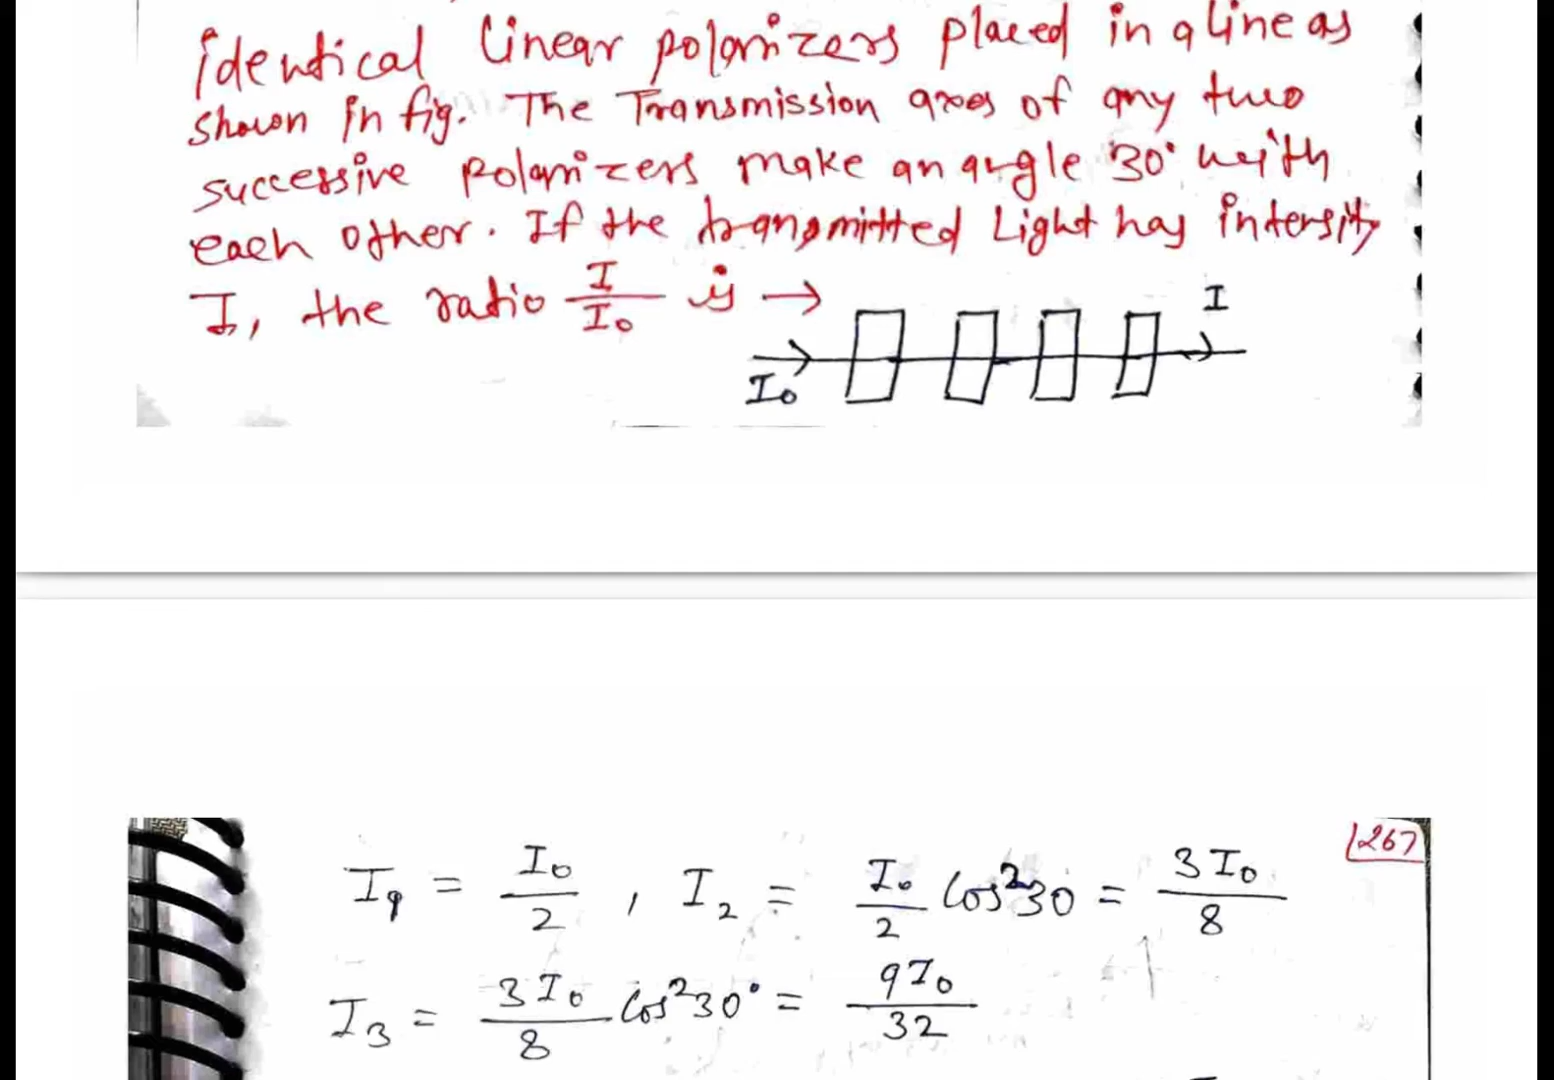 identical linear polarizers placed in a line as
shown in fig. The Transmission axes of any two
successive polarizers make an angle 30° with
each other. If the transmitted Light has intensity
I, the ratio I/I₀ is →
I
I₀
1267
I₁ = I₀/2 , I₂ = I₀/2 cos²30 = 3I₀/8
I₃ = 3I₀/8 cos²30° = 9I₀/32